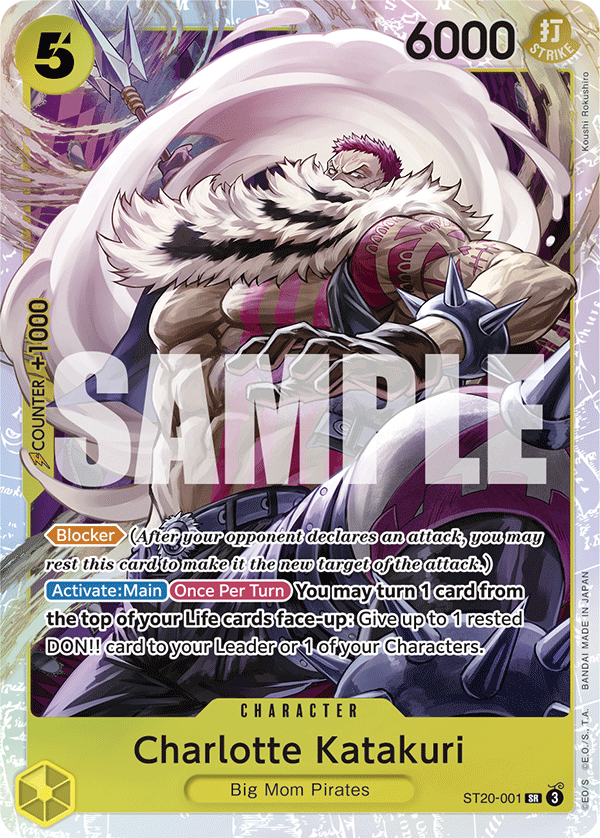 5
6000
打
STRIKE
Koushi Rokushiro
COUNTER +1000
SAMPLE
Blocker (After your opponent declares an attack, you may
rest this card to make it the new target of the attack.)
Activate:Main Once Per Turn You may turn 1 card from
the top of your Life cards face-up: Give up to 1 rested
DON!! card to your Leader or 1 of your Characters.
©EO/S ©E.O./S., T.A. BANDAI MADE IN JAPAN
CHARACTER
Charlotte Katakuri
Big Mom Pirates
ST20-001 SR 3